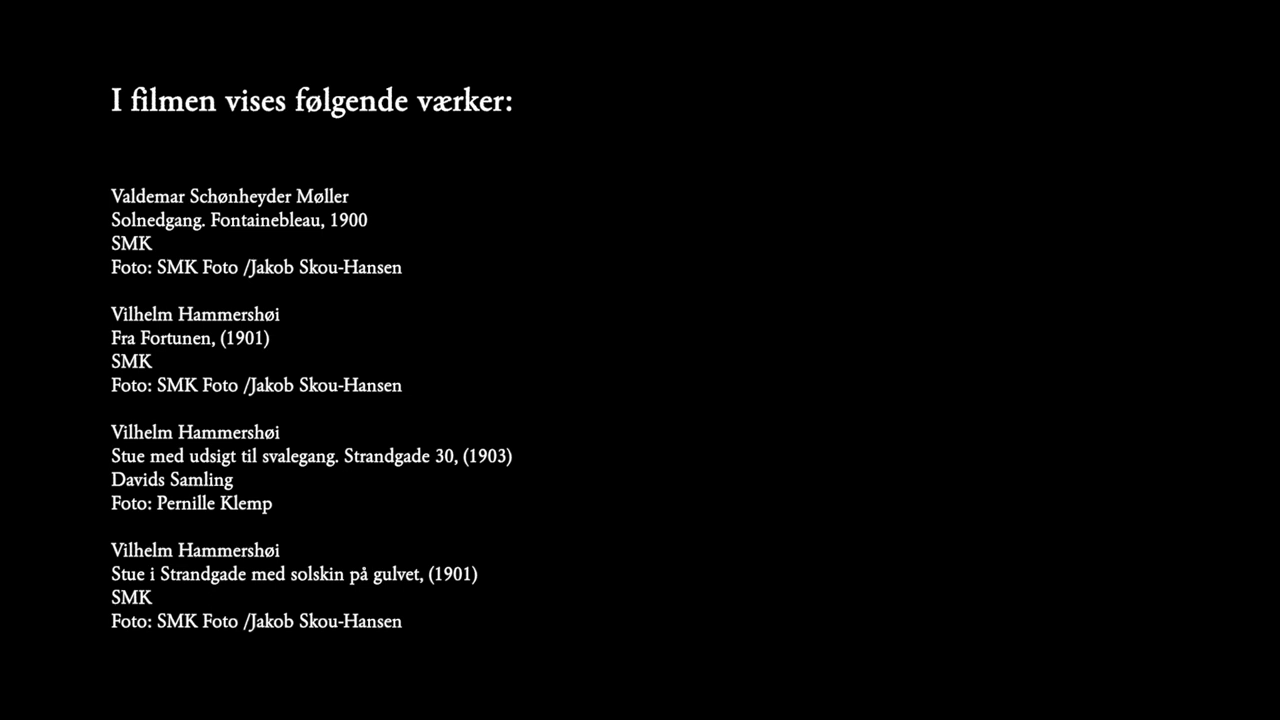 I filmen vises følgende værker:
Valdemar Schønheyder Møller
Solnedgang. Fontainebleau, 1900
SMK
Foto: SMK Foto /Jakob Skou-Hansen
Vilhelm Hammershøi
Fra Fortunen, (1901)
SMK
Foto: SMK Foto /Jakob Skou-Hansen
Vilhelm Hammershøi
Stue med udsigt til svalegang. Strandgade 30, (1903)
Davids Samling
Foto: Pernille Klemp
Vilhelm Hammershøi
Stue i Strandgade med solskin på gulvet, (1901)
SMK
Foto: SMK Foto /Jakob Skou-Hansen